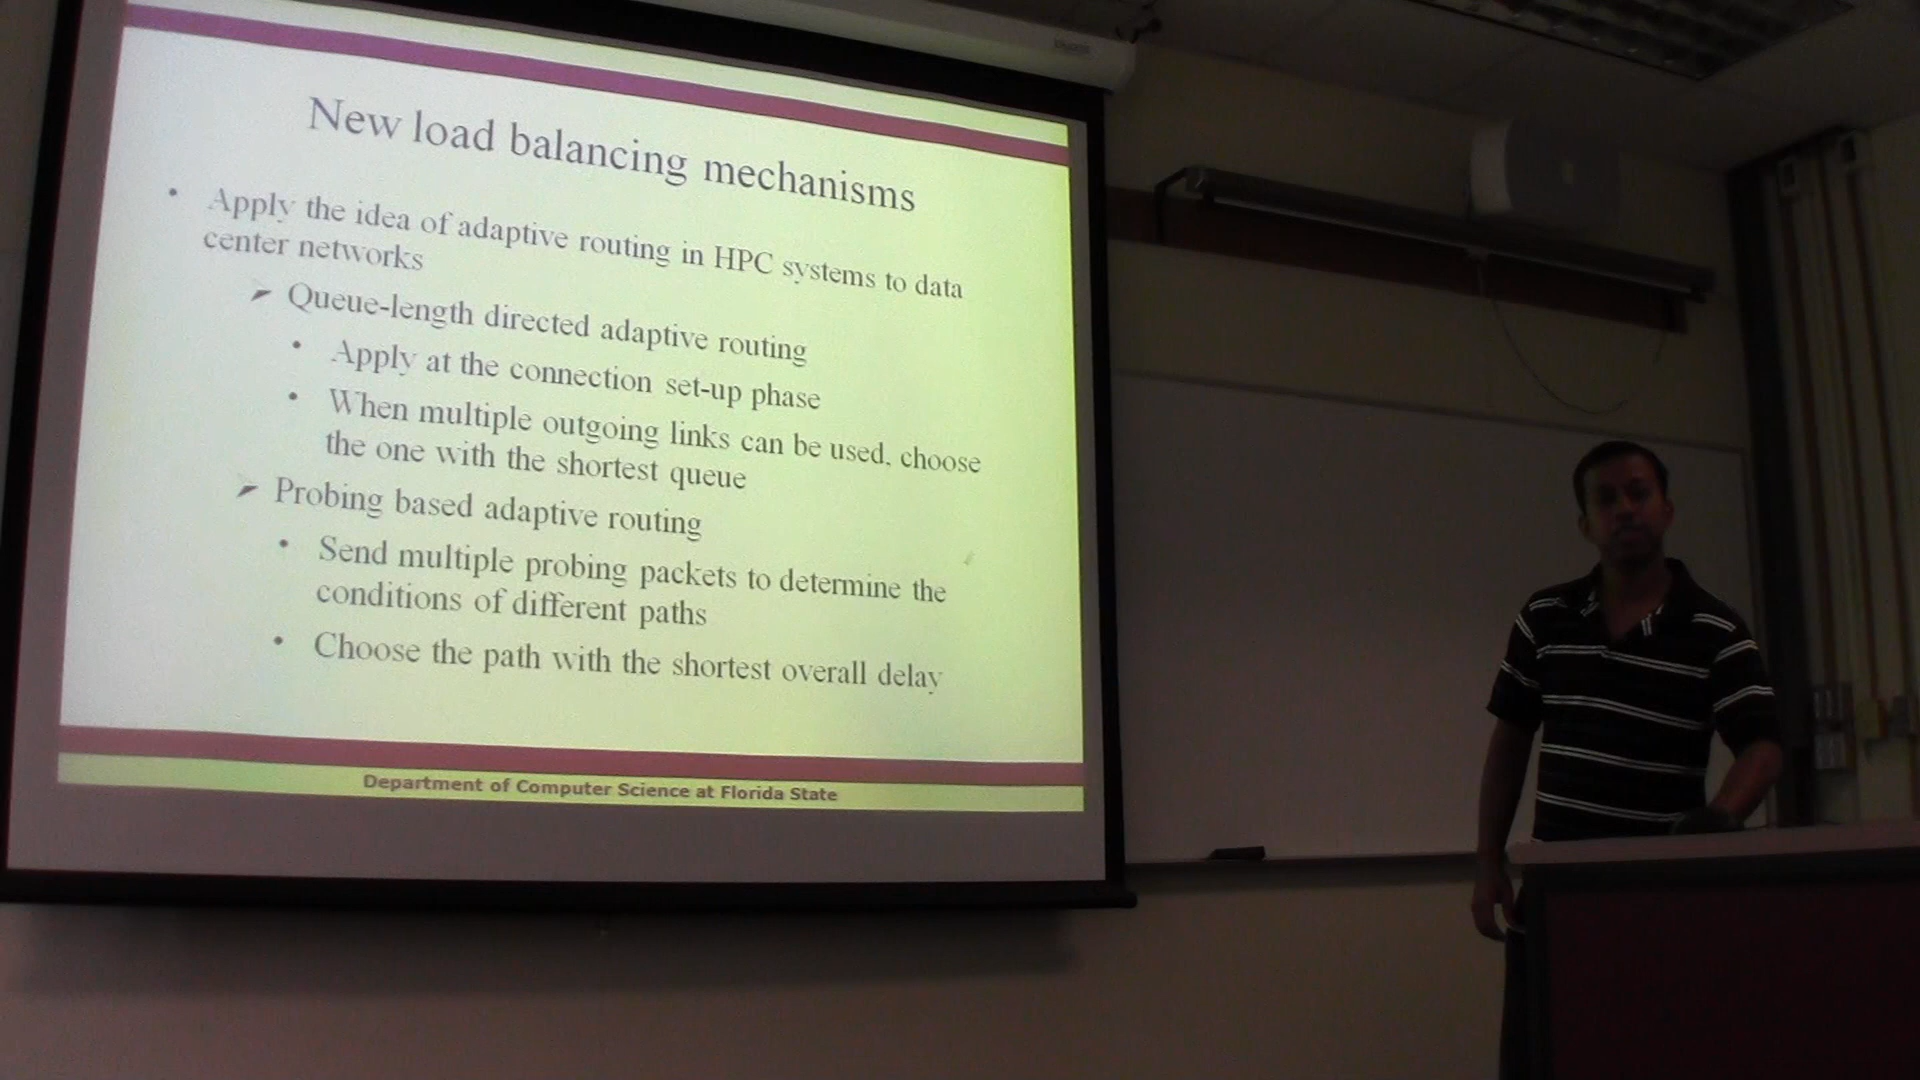 New load balancing mechanisms
• Apply the idea of adaptive routing in HPC systems to data
center networks
➢ Queue-length directed adaptive routing
• Apply at the connection set-up phase
• When multiple outgoing links can be used, choose
the one with the shortest queue
➢ Probing based adaptive routing
• Send multiple probing packets to determine the
conditions of different paths
• Choose the path with the shortest overall delay
Department of Computer Science at Florida State